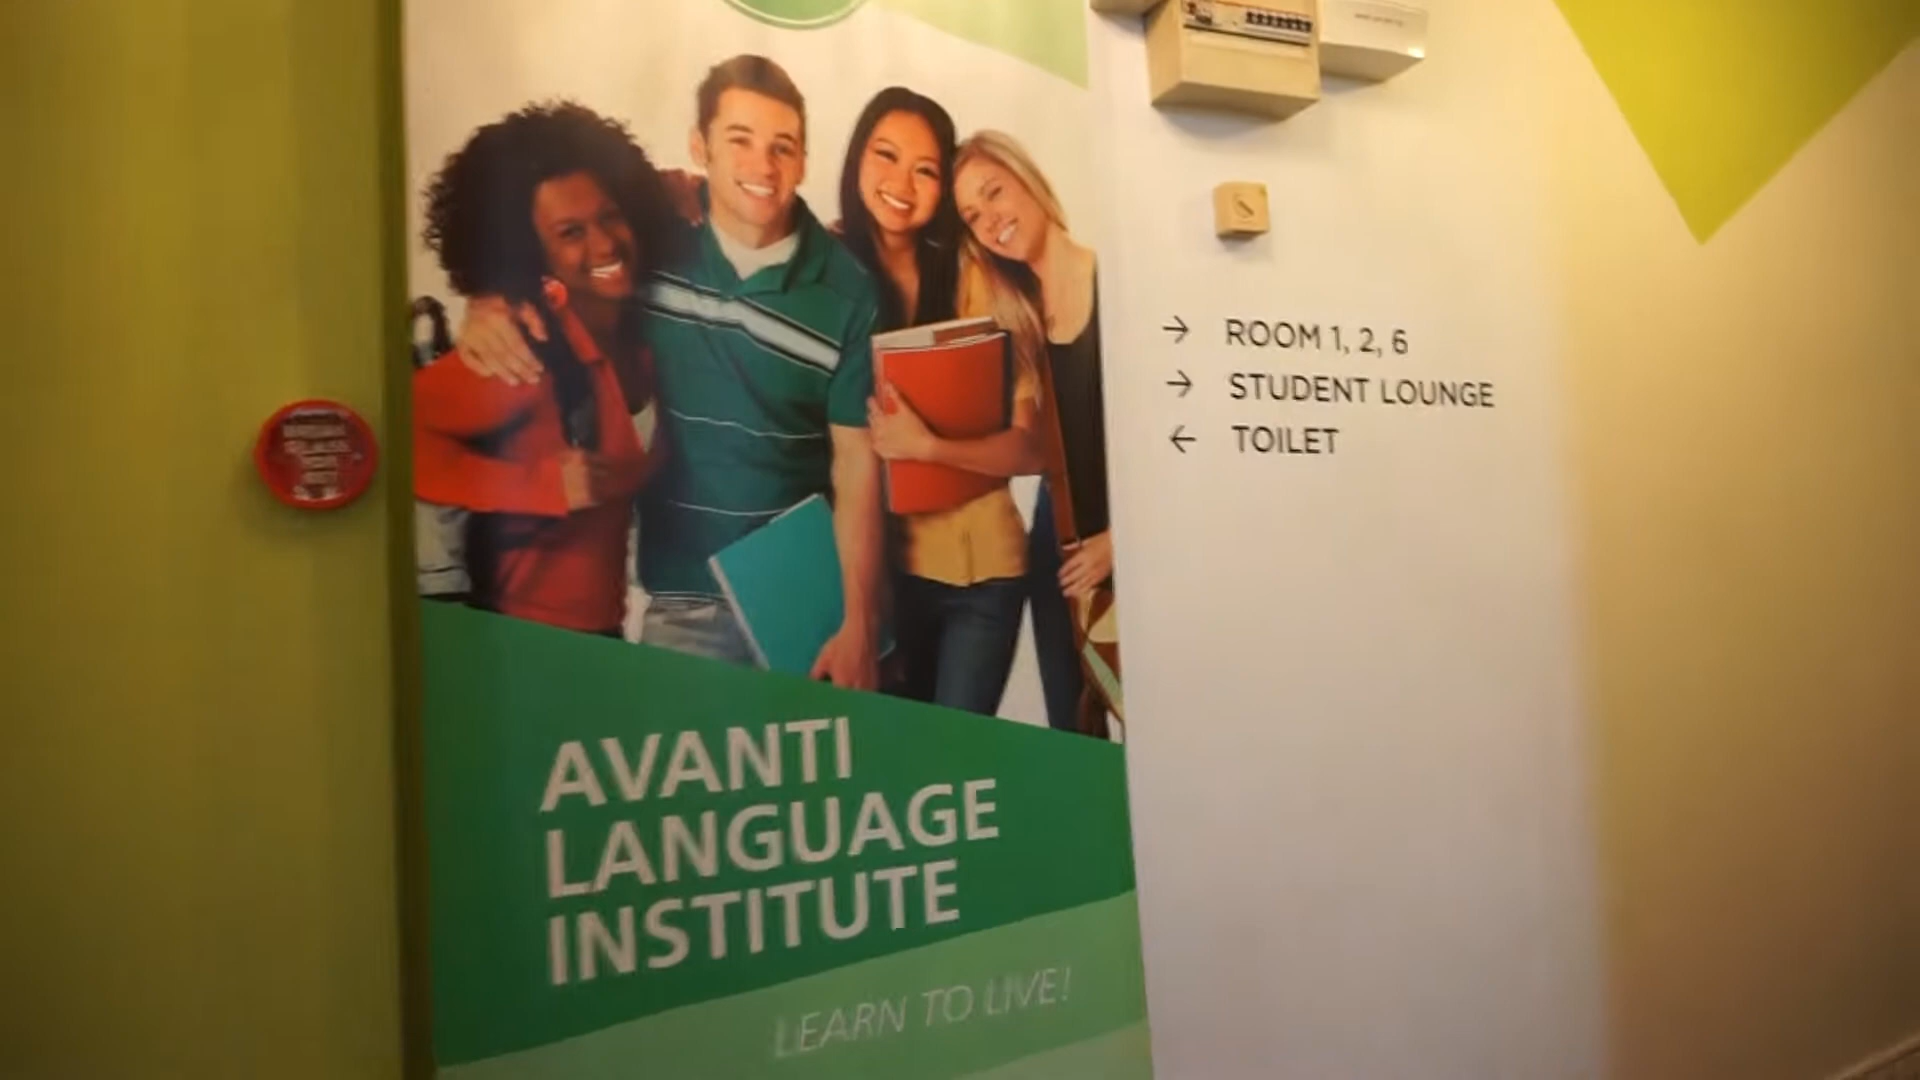 AVANTI
LANGUAGE
INSTITUTE
LEARN TO LIVE!
→ ROOM 1, 2, 6
→ STUDENT LOUNGE
← TOILET